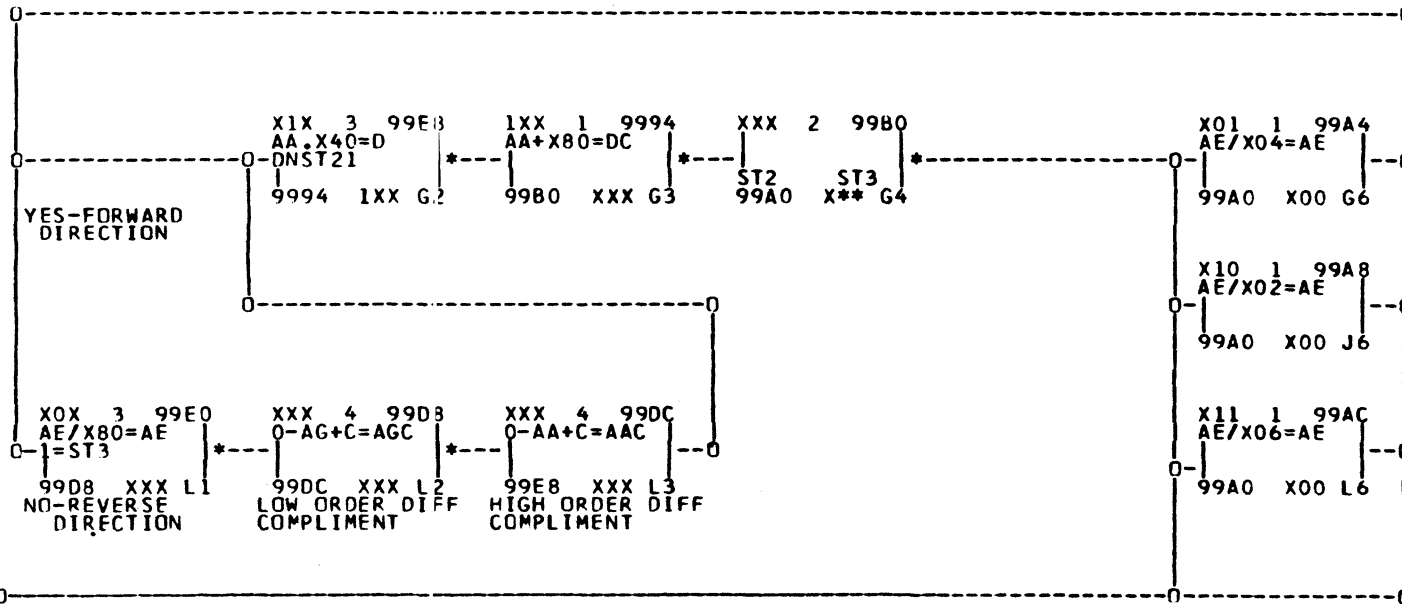 X1X 3 99E8 1XX 1 9994 XXX 2 99B0 X01 1 99A4
AA.X40=D AA+X80=DC AE/X04=AE
DNST21
ST2 ST3
9994 1XX G2 99B0 XXX G3 99A0 X** G4 99A0 X00 G6
YES-FORWARD
DIRECTION
X10 1 99A8
AE/X02=AE
99A0 X00 J6
X0X 3 99E0 XXX 4 99D8 XXX 4 99DC X11 1 99AC
AE/X80=AE 0-AG+C=AGC 0-AA+C=AAC AE/X06=AE
1=ST3
99D8 XXX L1 99DC XXX L2 99E8 XXX L3 99A0 X00 L6
NO-REVERSE LOW ORDER DIFF HIGH ORDER DIFF
DIRECTION COMPLIMENT COMPLIMENT